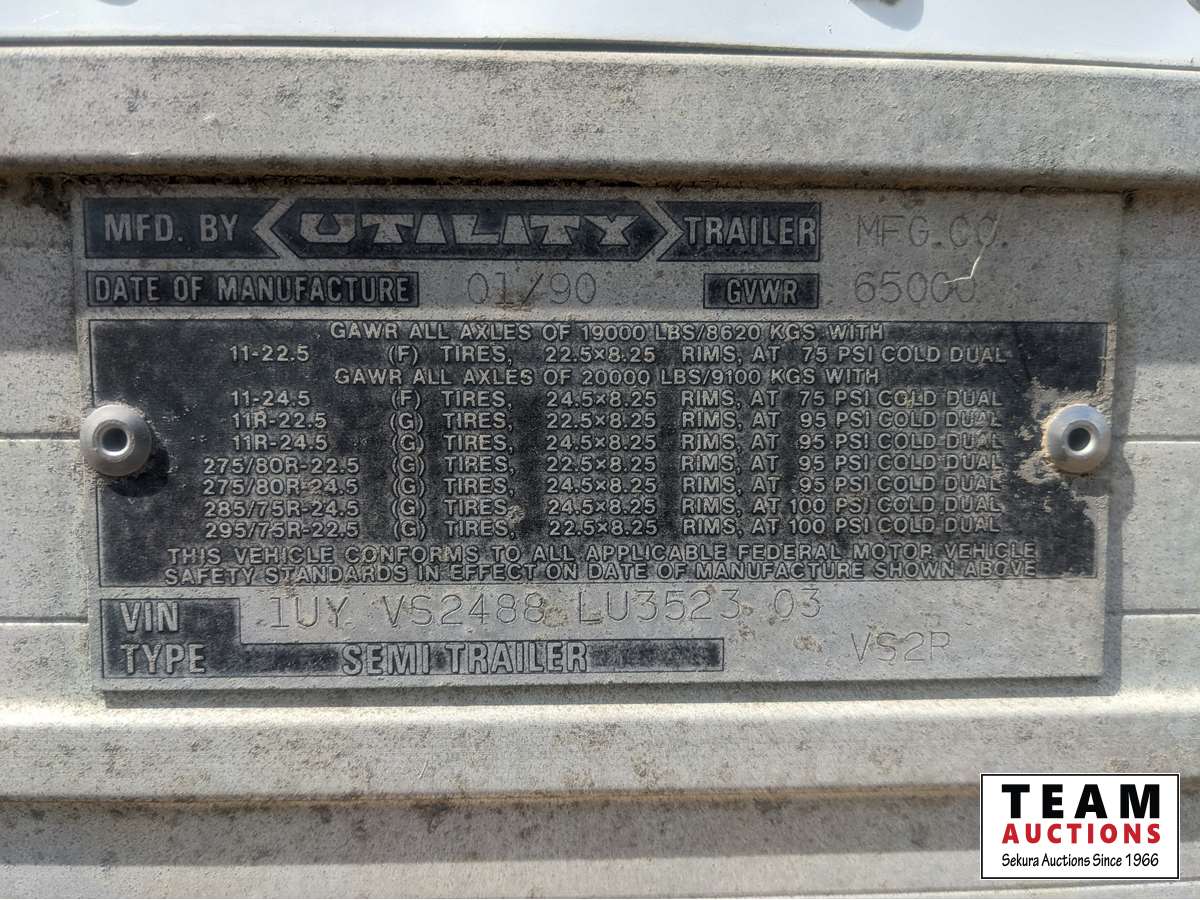 MFD. BY UTILITY TRAILER MFG. CO.
DATE OF MANUFACTURE 01/90 GVWR 65000
GAWR ALL AXLES OF 19000 LBS/8620 KGS WITH
11-22.5 (F) TIRES, 22.5×8.25 RIMS, AT 75 PSI COLD DUAL
GAWR ALL AXLES OF 20000 LBS/9100 KGS WITH
11-24.5 (F) TIRES, 24.5×8.25 RIMS, AT 75 PSI COLD DUAL
11R-22.5 (G) TIRES, 22.5×8.25 RIMS, AT 95 PSI COLD DUAL
11R-24.5 (G) TIRES, 24.5×8.25 RIMS, AT 95 PSI COLD DUAL
275/80R-22.5 (G) TIRES, 22.5×8.25 RIMS, AT 95 PSI COLD DUAL
275/80R-24.5 (G) TIRES, 24.5×8.25 RIMS, AT 95 PSI COLD DUAL
285/75R-24.5 (G) TIRES, 24.5×8.25 RIMS, AT 100 PSI COLD DUAL
295/75R-22.5 (G) TIRES, 22.5×8.25 RIMS, AT 100 PSI COLD DUAL
THIS VEHICLE CONFORMS TO ALL APPLICABLE FEDERAL MOTOR VEHICLE
SAFETY STANDARDS IN EFFECT ON DATE OF MANUFACTURE SHOWN ABOVE
VIN 1UY VS2488 LU3523 03
TYPE SEMI TRAILER VS2R
TEAM
AUCTIONS
Sekura Auctions Since 1966